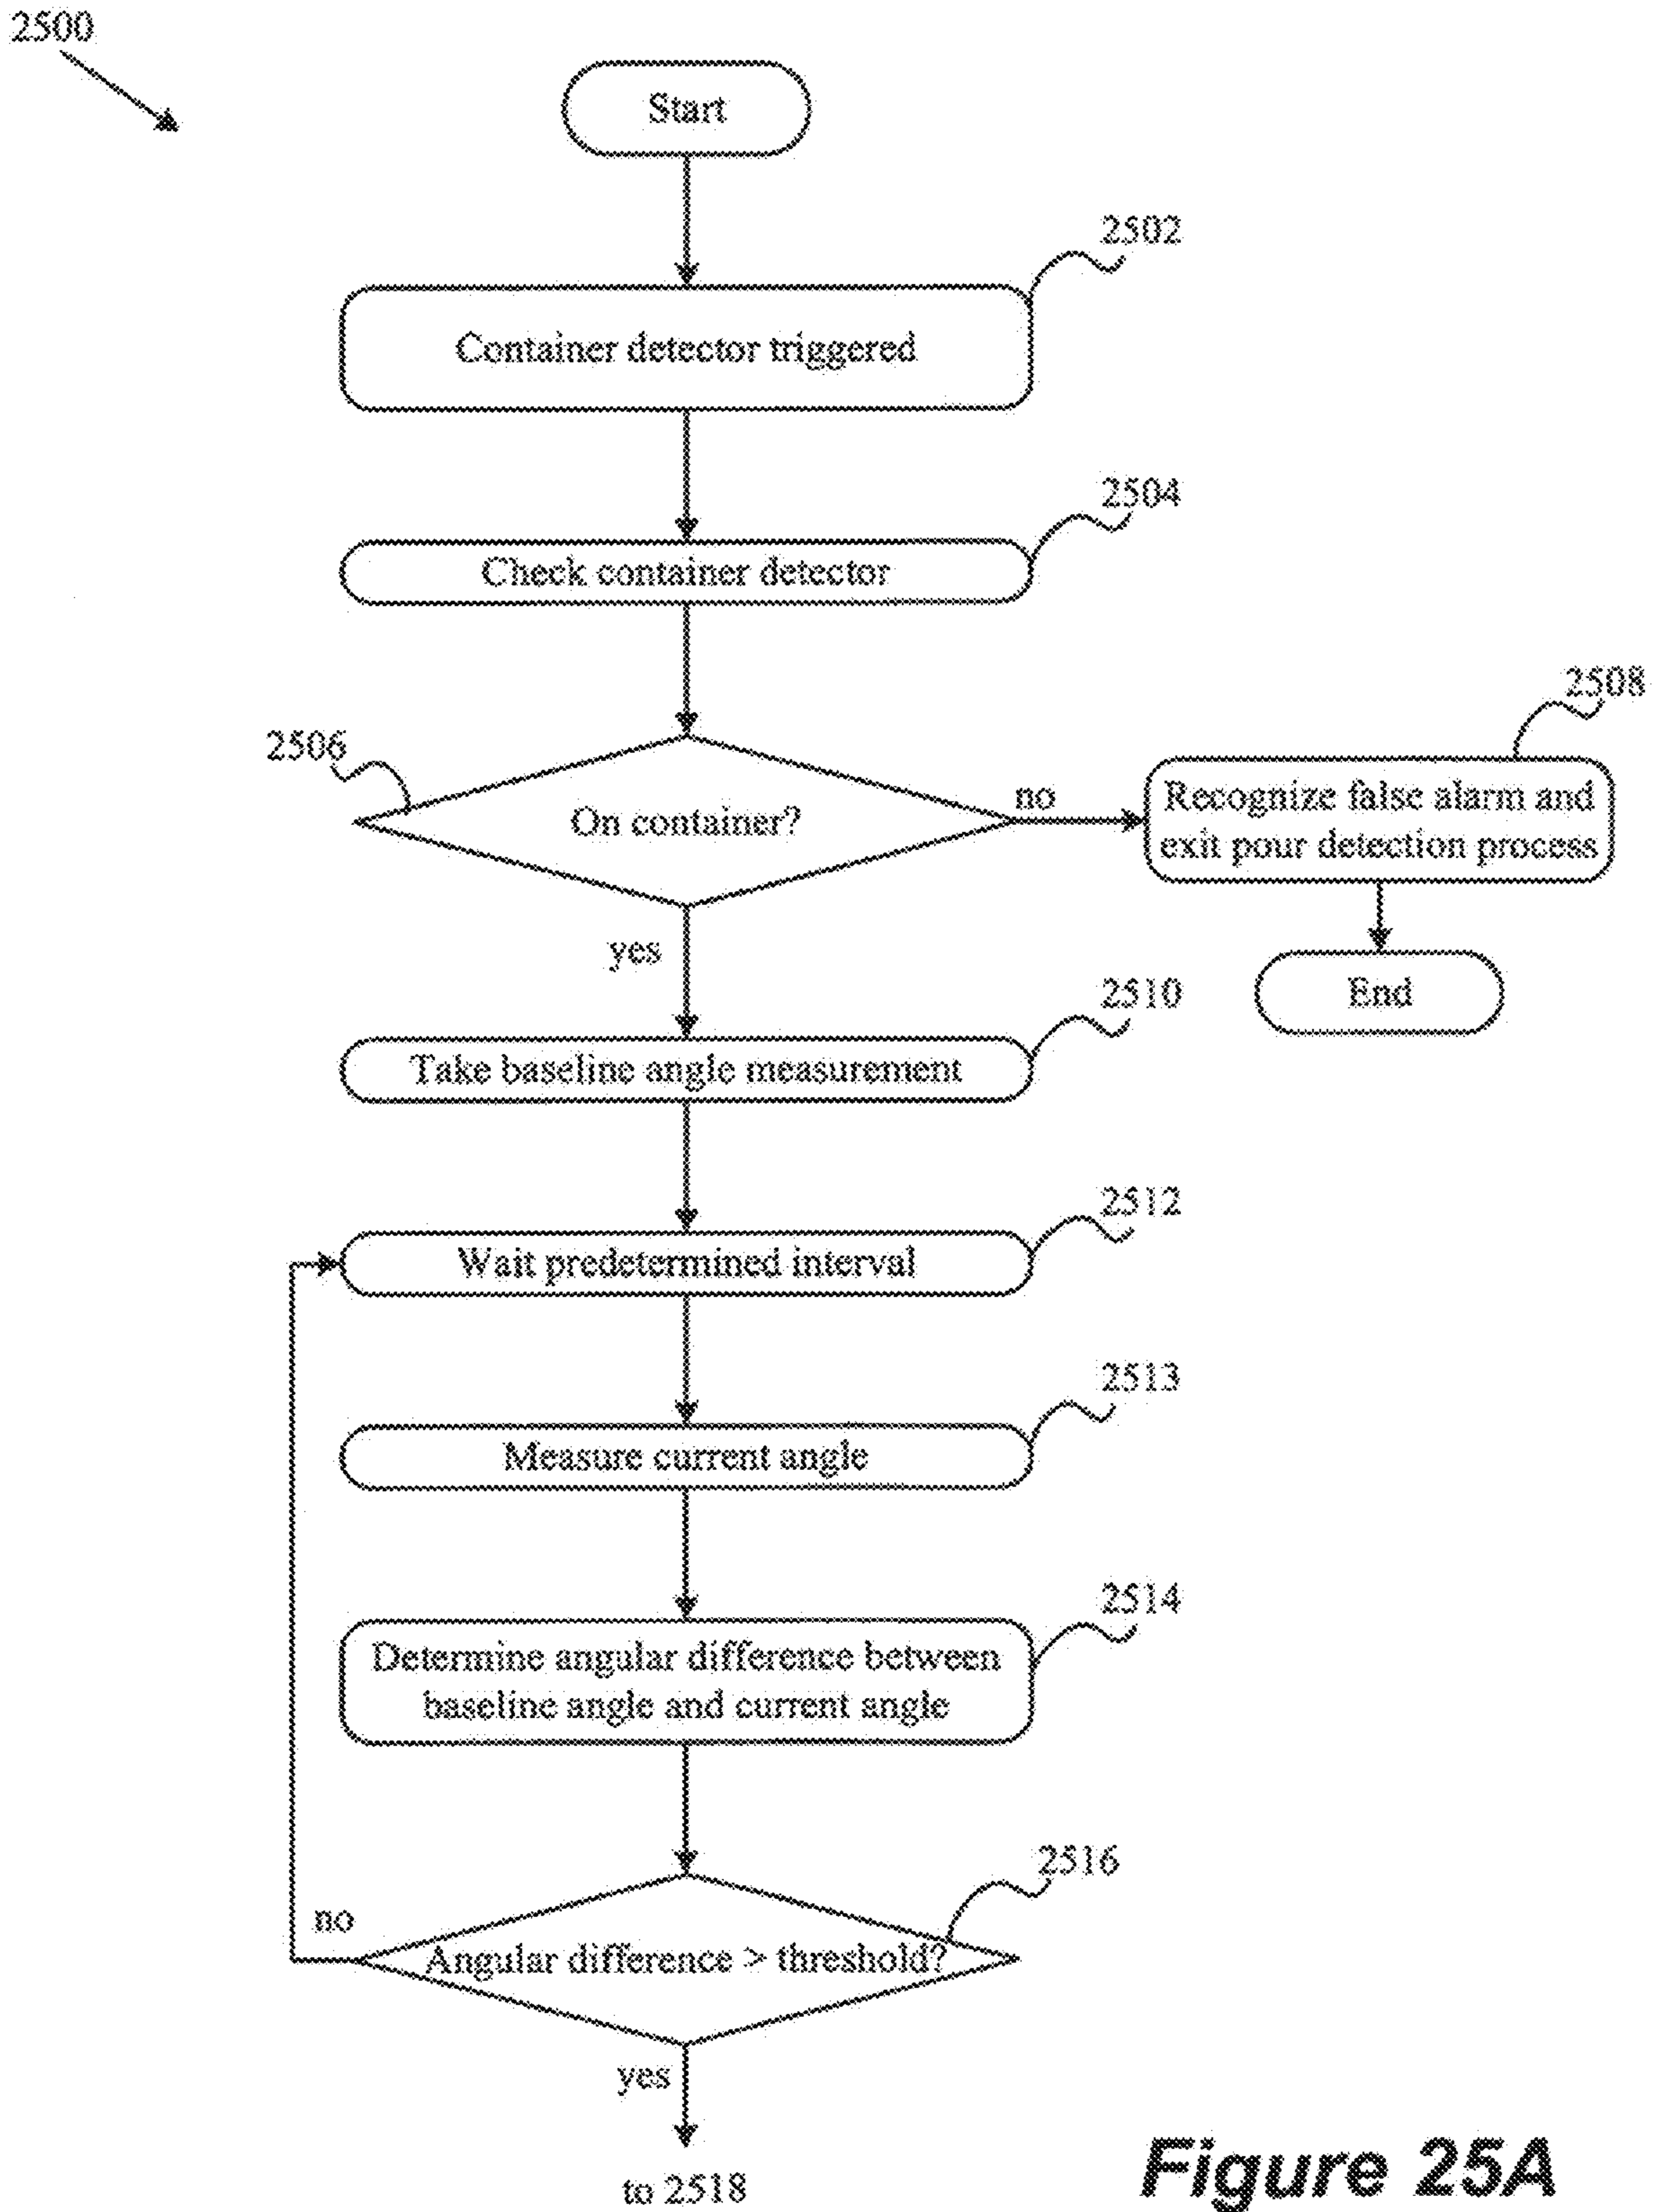 2500
Start
2502
Container detector triggered
2504
Check container detector
2506
On container?
no
2508
Recognize false alarm and
exit pour detection process
End
yes
2510
Take baseline angle measurement
2512
Wait predetermined interval
2513
Measure current angle
2514
Determine angular difference between
baseline angle and current angle
2516
Angular difference > threshold?
no
yes
to 2518
Figure 25A